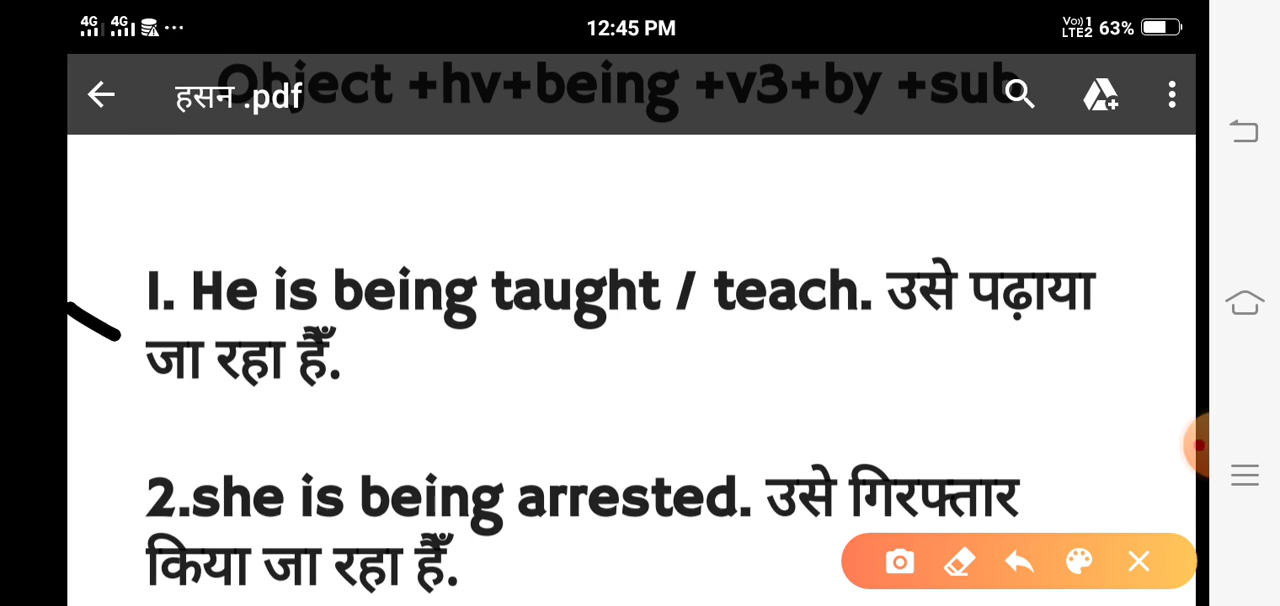 4G 4G ... 12:45 PM Vo)) 1 LTE2 63%
Object +hv+being +v3+by +sub
हसन .pdf
1. He is being taught / teach. उसे पढ़ाया
जा रहा हैँ.
2.she is being arrested. उसे गिरफ्तार
किया जा रहा हैँ.